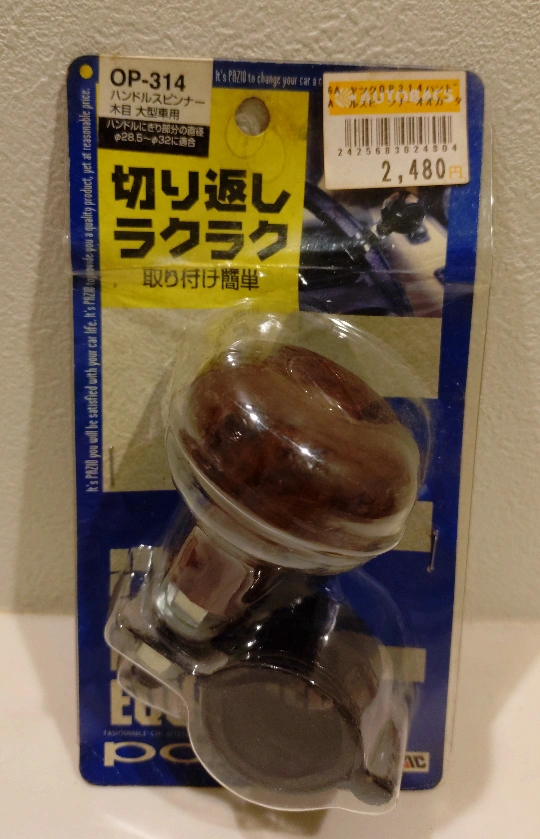 OP-314
ハンドルスピンナー
木目 大型車用
ハンドルにぎり部分の直径
φ28.5～φ32に適合
It's PAZIO to change your car a
2425683024804
2,480円
切り返し
ラクラク
取り付け簡単
It's PAZIO you will be satisfied with your car life. It's PAZIO to provide you a quality product, yet at reasonable price.
EQU